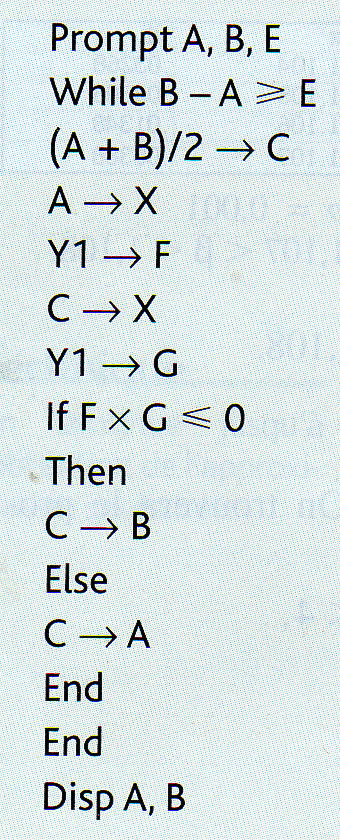 Prompt A, B, E
While B – A ⩾ E
(A + B)/2 → C
A → X
Y1 → F
C → X
Y1 → G
If F × G ⩽ 0
Then
C → B
Else
C → A
End
End
Disp A, B